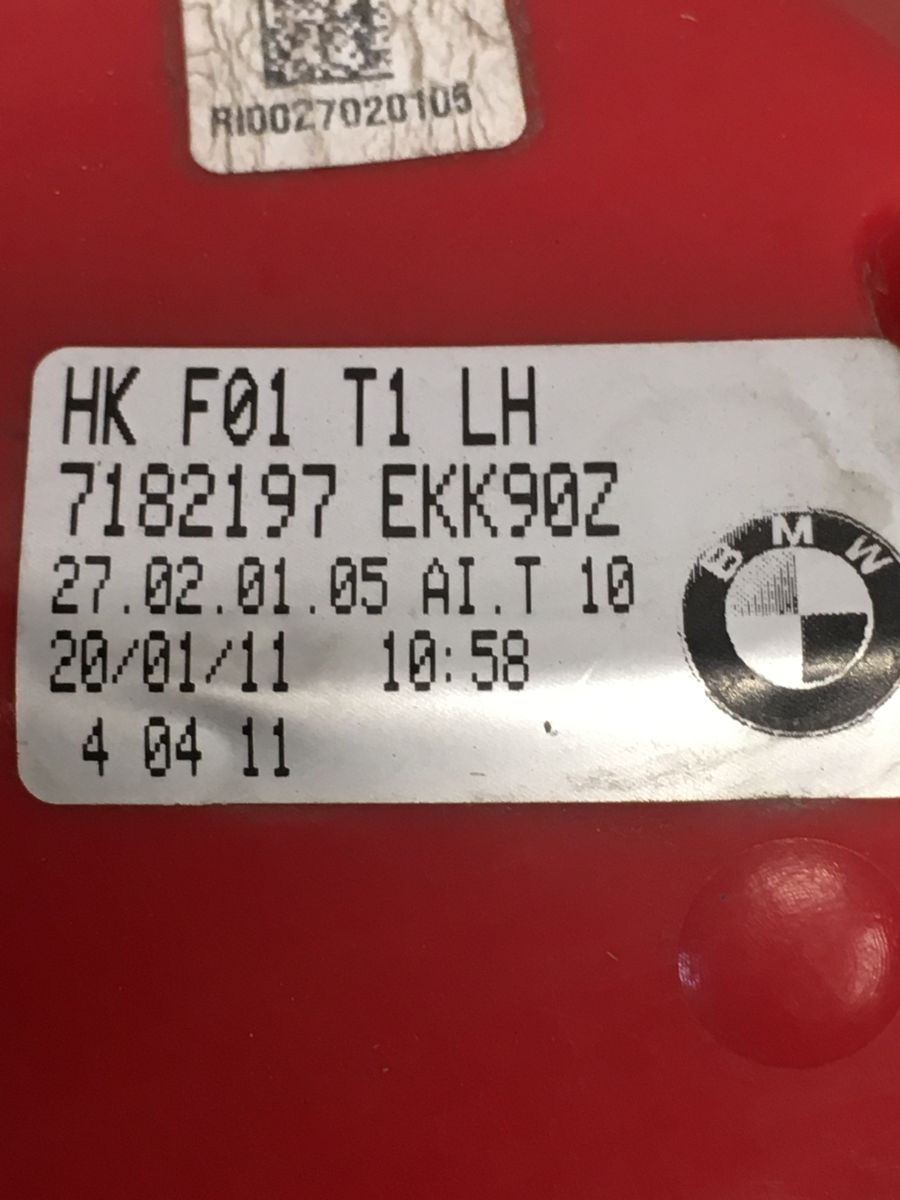 RI0027020105
HK F01 T1 LH
7182197 EKK90Z
27.02.01.05 AI.T 10
20/01/11 10:58
4 04 11
BMW